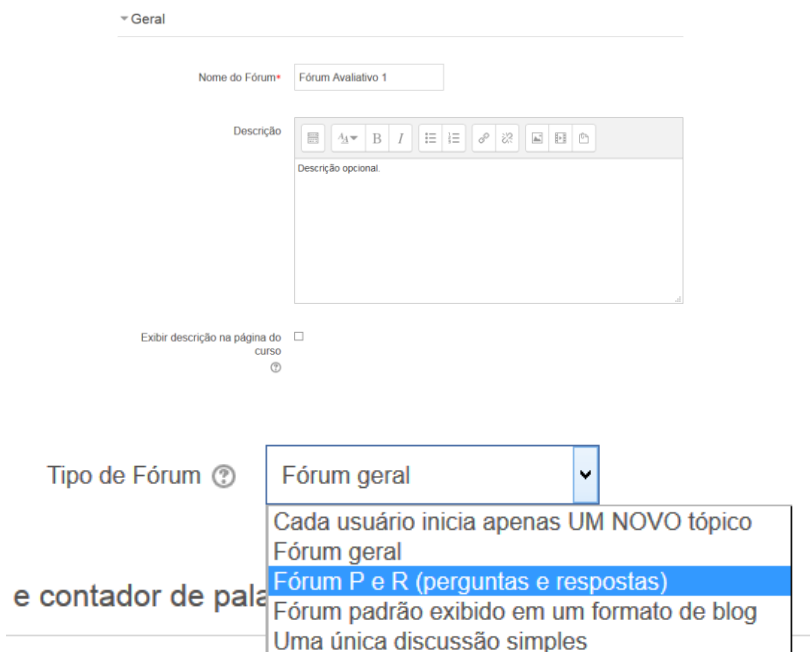 Geral
Nome do Fórum*
Fórum Avaliativo 1
Descrição
B I
Descrição opcional.
Exibir descrição na página do
curso
Tipo de Fórum
Fórum geral
Cada usuário inicia apenas UM NOVO tópico
Fórum geral
Fórum P e R (perguntas e respostas)
e contador de pala
Fórum padrão exibido em um formato de blog
Uma única discussão simples